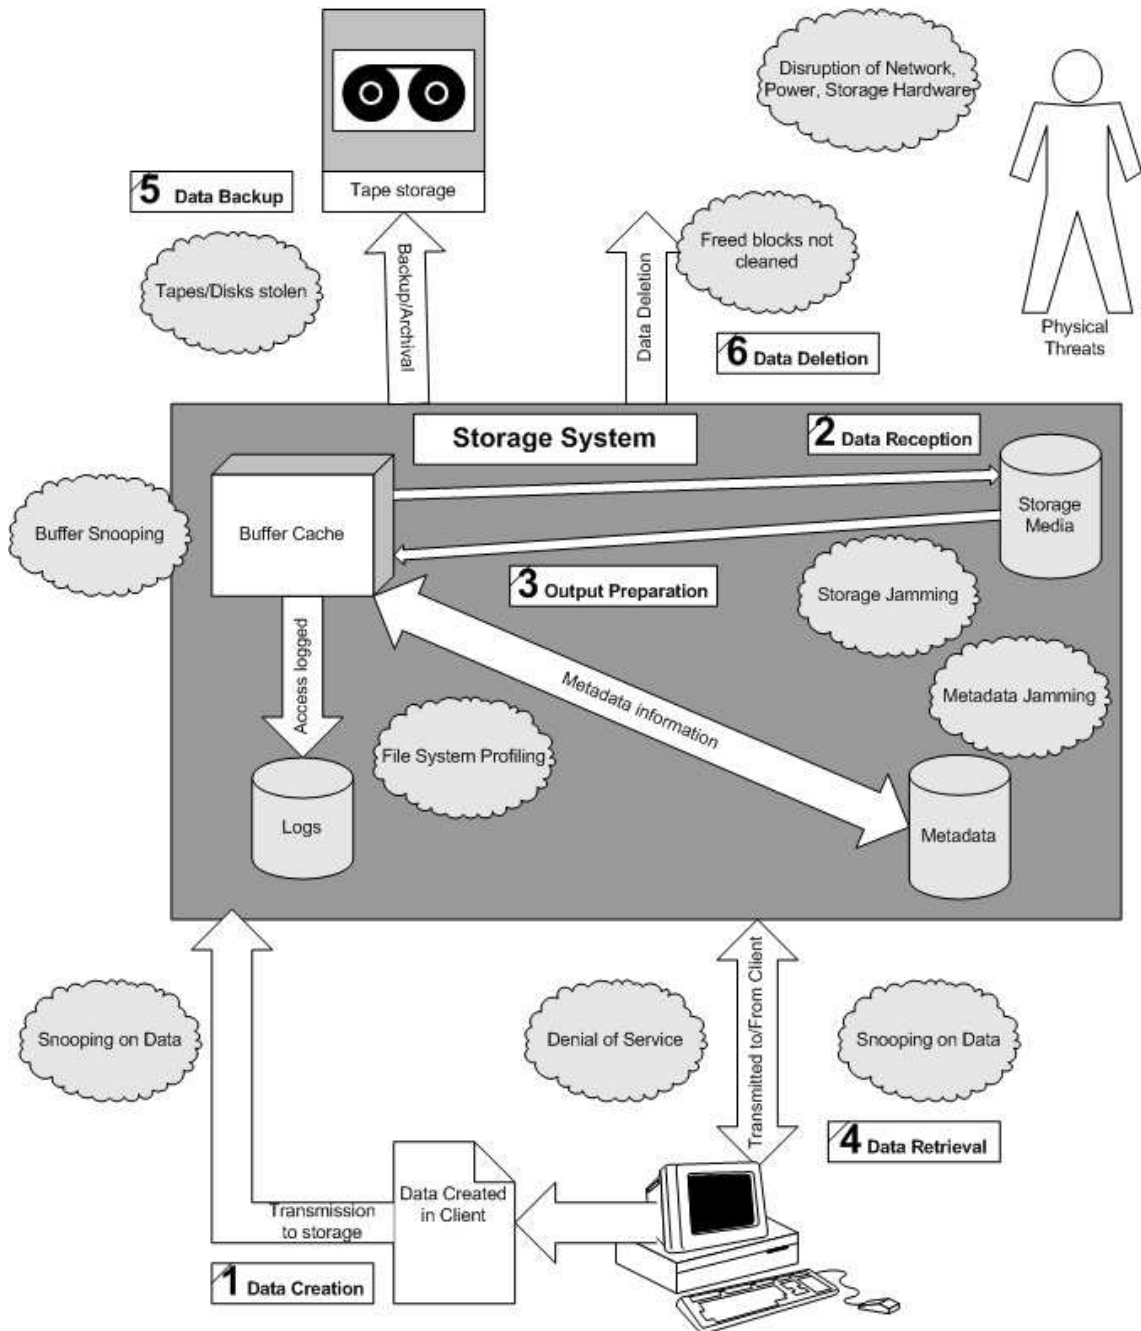 Disruption of Network,
Power, Storage Hardware
5 Data Backup
Tape storage
Tapes/Disks stolen
Backup/Archival
Data Deletion
Freed blocks not
cleaned
6 Data Deletion
Physical
Threats
Storage System
2 Data Reception
Buffer Snooping
Buffer Cache
Storage
Media
3 Output Preparation
Storage Jamming
Access logged
Metadata information
Metadata Jamming
File System Profiling
Logs
Metadata
Snooping on Data
Denial of Service
Transmitted to/From Client
Snooping on Data
4 Data Retrieval
Data Created
in Client
Transmission
to storage
1 Data Creation